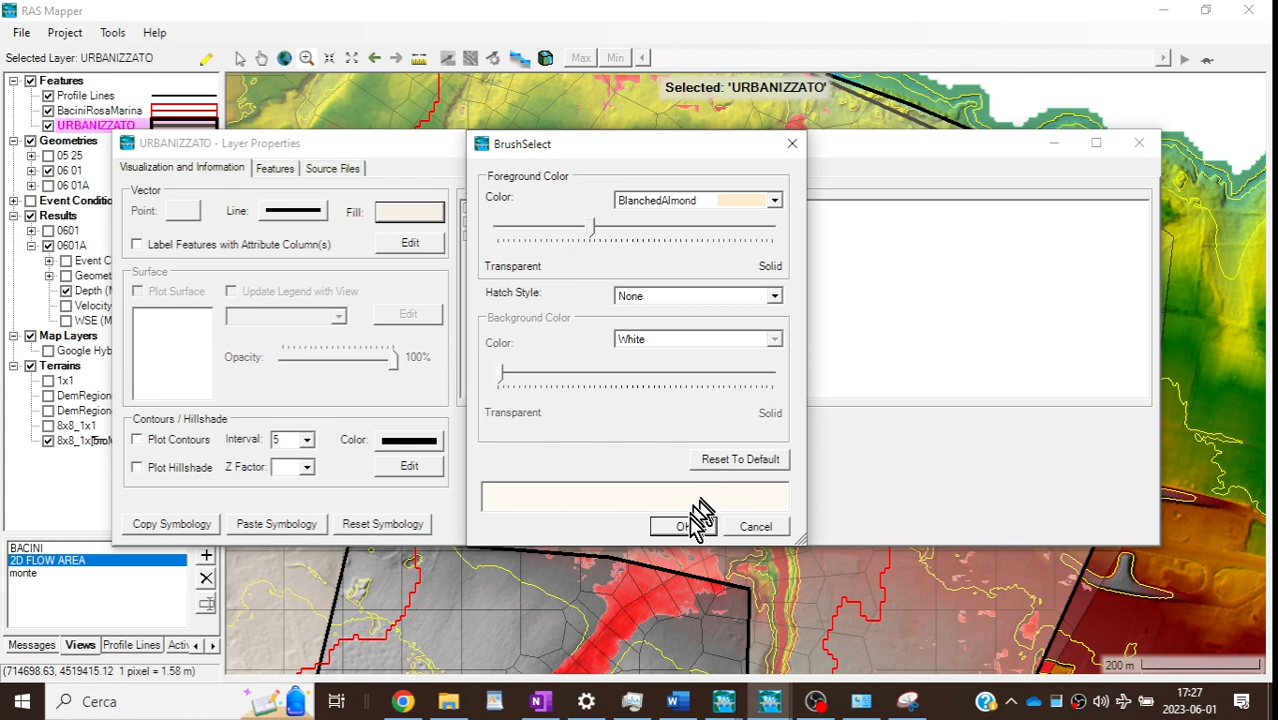 RAS Mapper
File Project Tools Help
Selected Layer: URBANIZZATO
Max Min
Selected: 'URBANIZZATO'
Features
Profile Lines
BaciniRosaMarina
URBANIZZATO
Geometries
05 25
06 01
06 01A
Event Conditio
Results
0601
0601A
Event C
Geomet
Depth (M
Velocity
WSE (M
Map Layers
Google Hyb
Terrains
1x1
DemRegion
DemRegion
8x8_1x1
URBANIZZATO - Layer Properties
Visualization and Information Features Source Files
Vector
Point: Line: Fill:
Label Features with Attribute Column(s) Edit
Surface
Plot Surface Update Legend with View
Edit
Opacity: 100%
Contours / Hillshade
Plot Contours Interval: 5 Color:
Plot Hillshade Z Factor: Edit
Copy Symbology Paste Symbology Reset Symbology
BrushSelect
Foreground Color
Color: BlanchedAlmond
Transparent Solid
Hatch Style: None
Background Color
Color: White
Transparent Solid
Reset To Default
Cancel
BACINI
2D FLOW AREA
monte
Messages Views Profile Lines Activ
(714698.63, 4519415.12 1 pixel = 1.58 m)
200 m
Cerca
17:27
2023-06-01